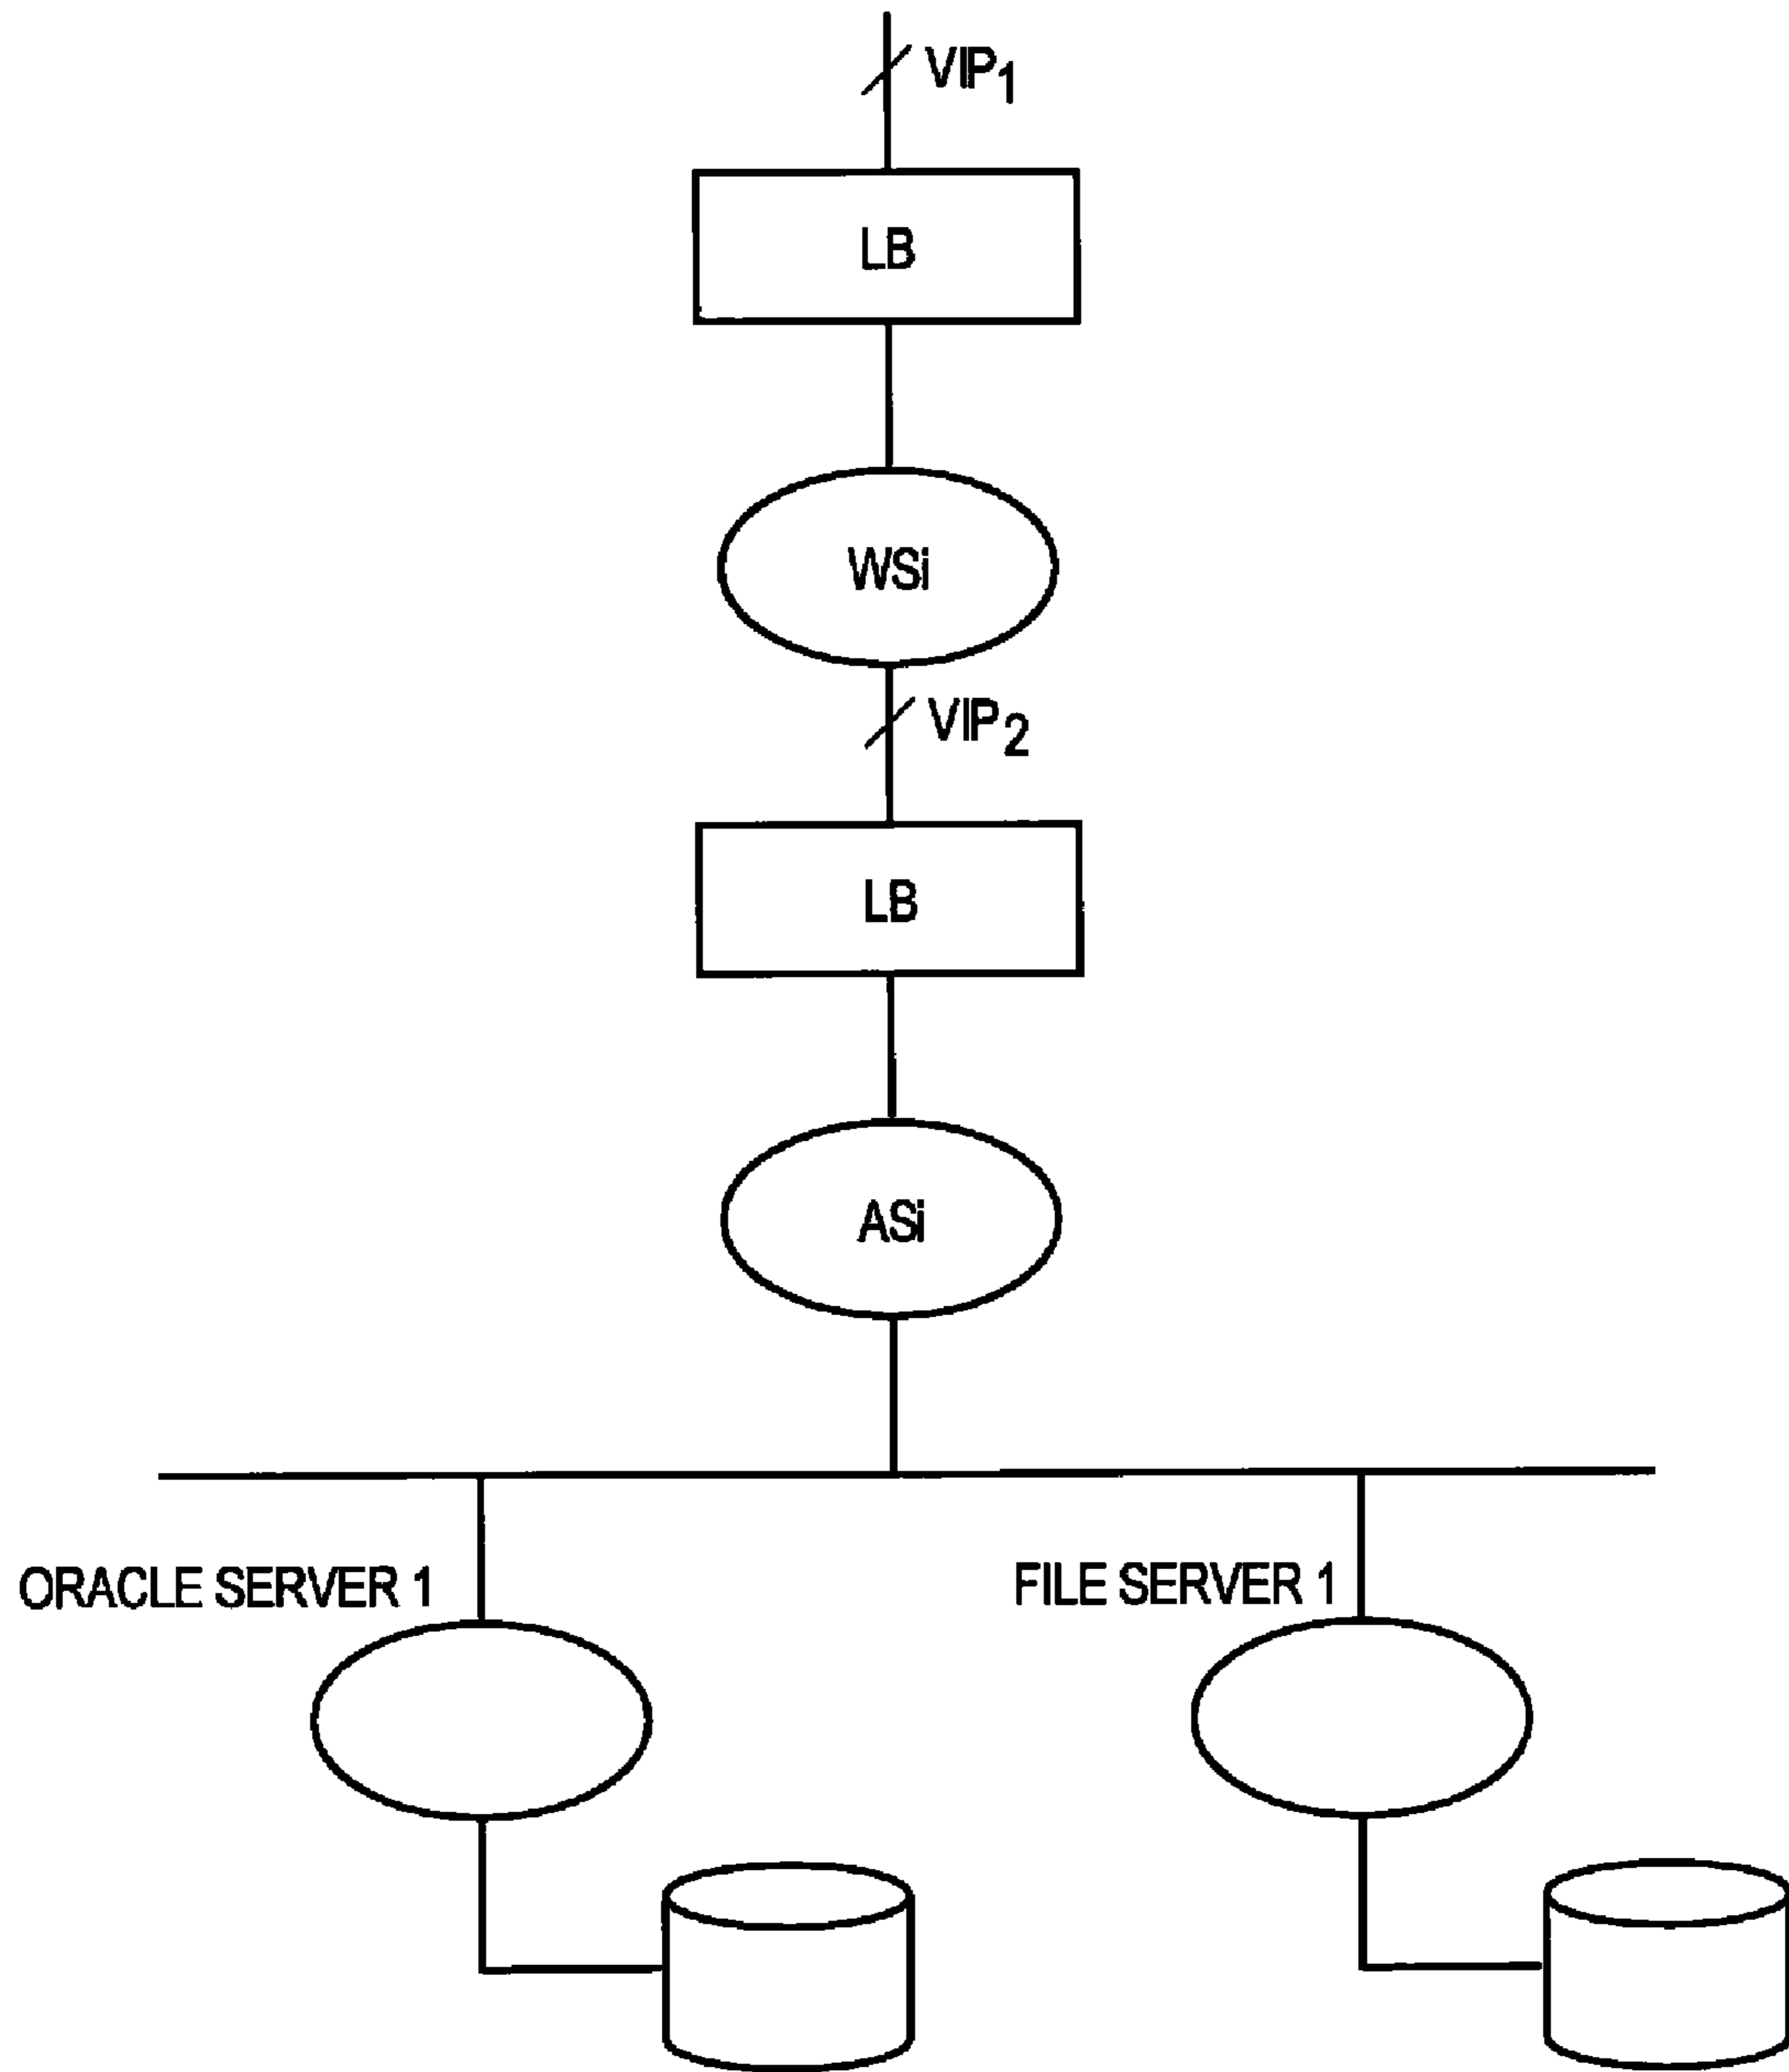 VIP1
LB
WSi
VIP2
LB
ASi
ORACLE SERVER 1
FILE SERVER 1